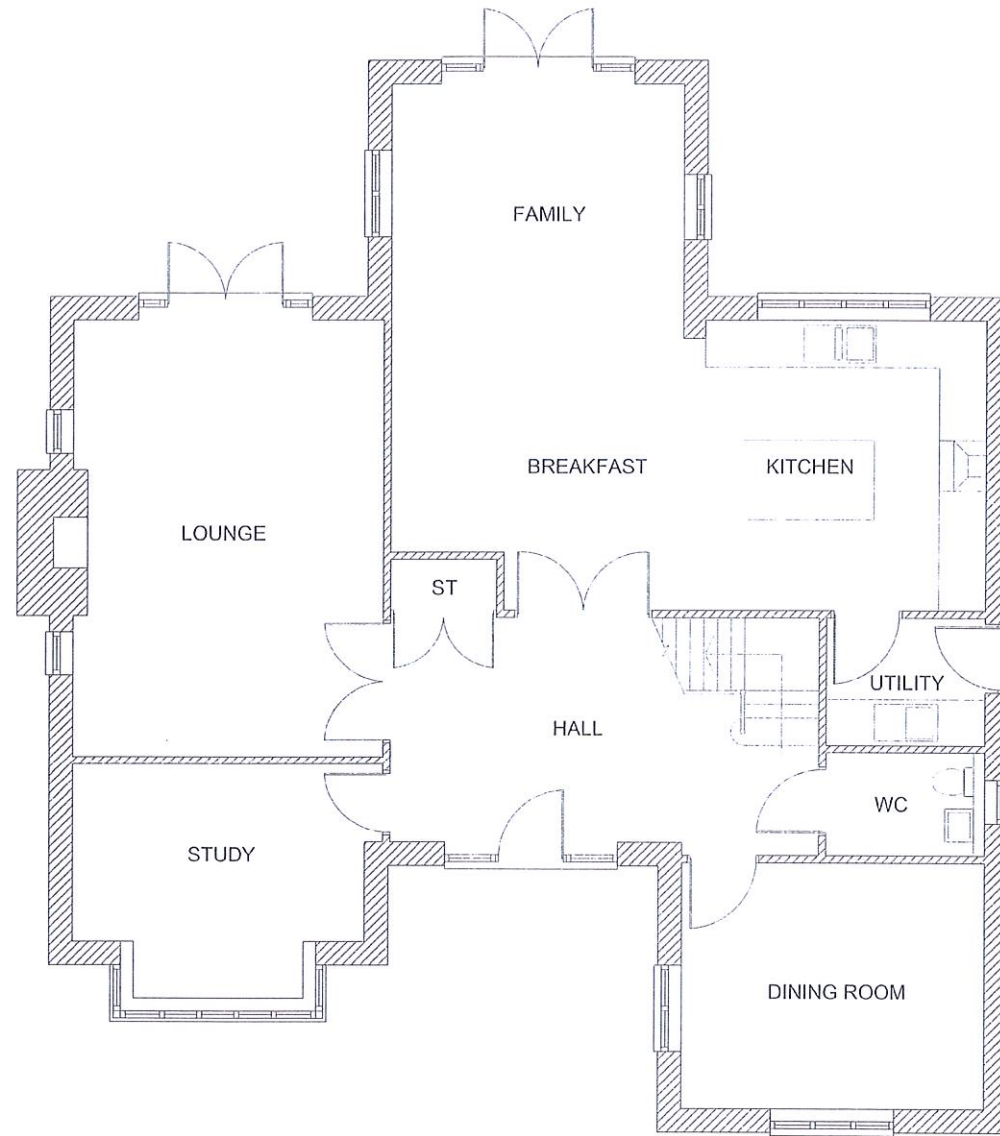 FAMILY
BREAKFAST
KITCHEN
LOUNGE
ST
UTILITY
HALL
WC
STUDY
DINING ROOM